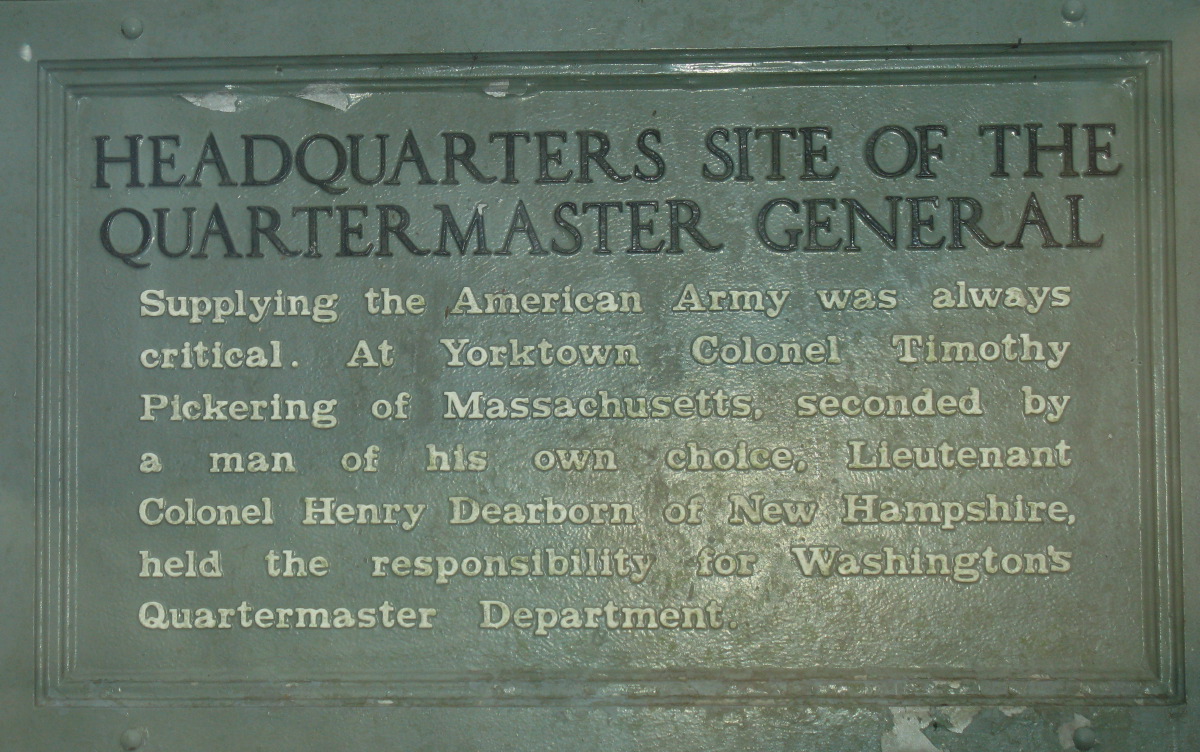 HEADQUARTERS SITE OF THE
QUARTERMASTER GENERAL
Supplying the American Army was always
critical. At Yorktown Colonel Timothy
Pickering of Massachusetts, seconded by
a man of his own choice, Lieutenant
Colonel Henry Dearborn of New Hampshire,
held the responsibility for Washington's
Quartermaster Department.